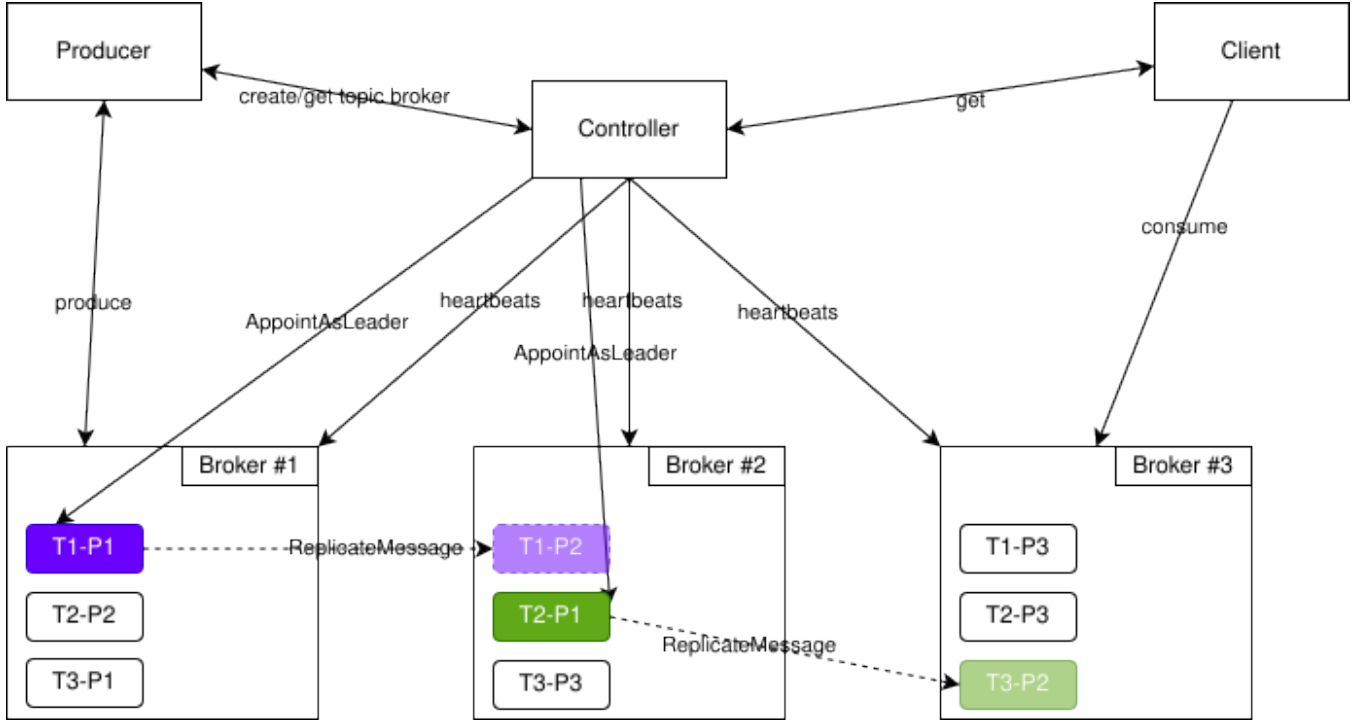 Producer
Client
create/get topic broker
get
Controller
consume
produce
AppointAsLeader
heartbeats
heartbeats
heartbeats
AppointAsLeader
Broker #1
Broker #2
Broker #3
T1-P1
ReplicateMessage
T1-P2
T1-P3
T2-P2
T2-P1
T2-P3
ReplicateMessage
T3-P1
T3-P3
T3-P2